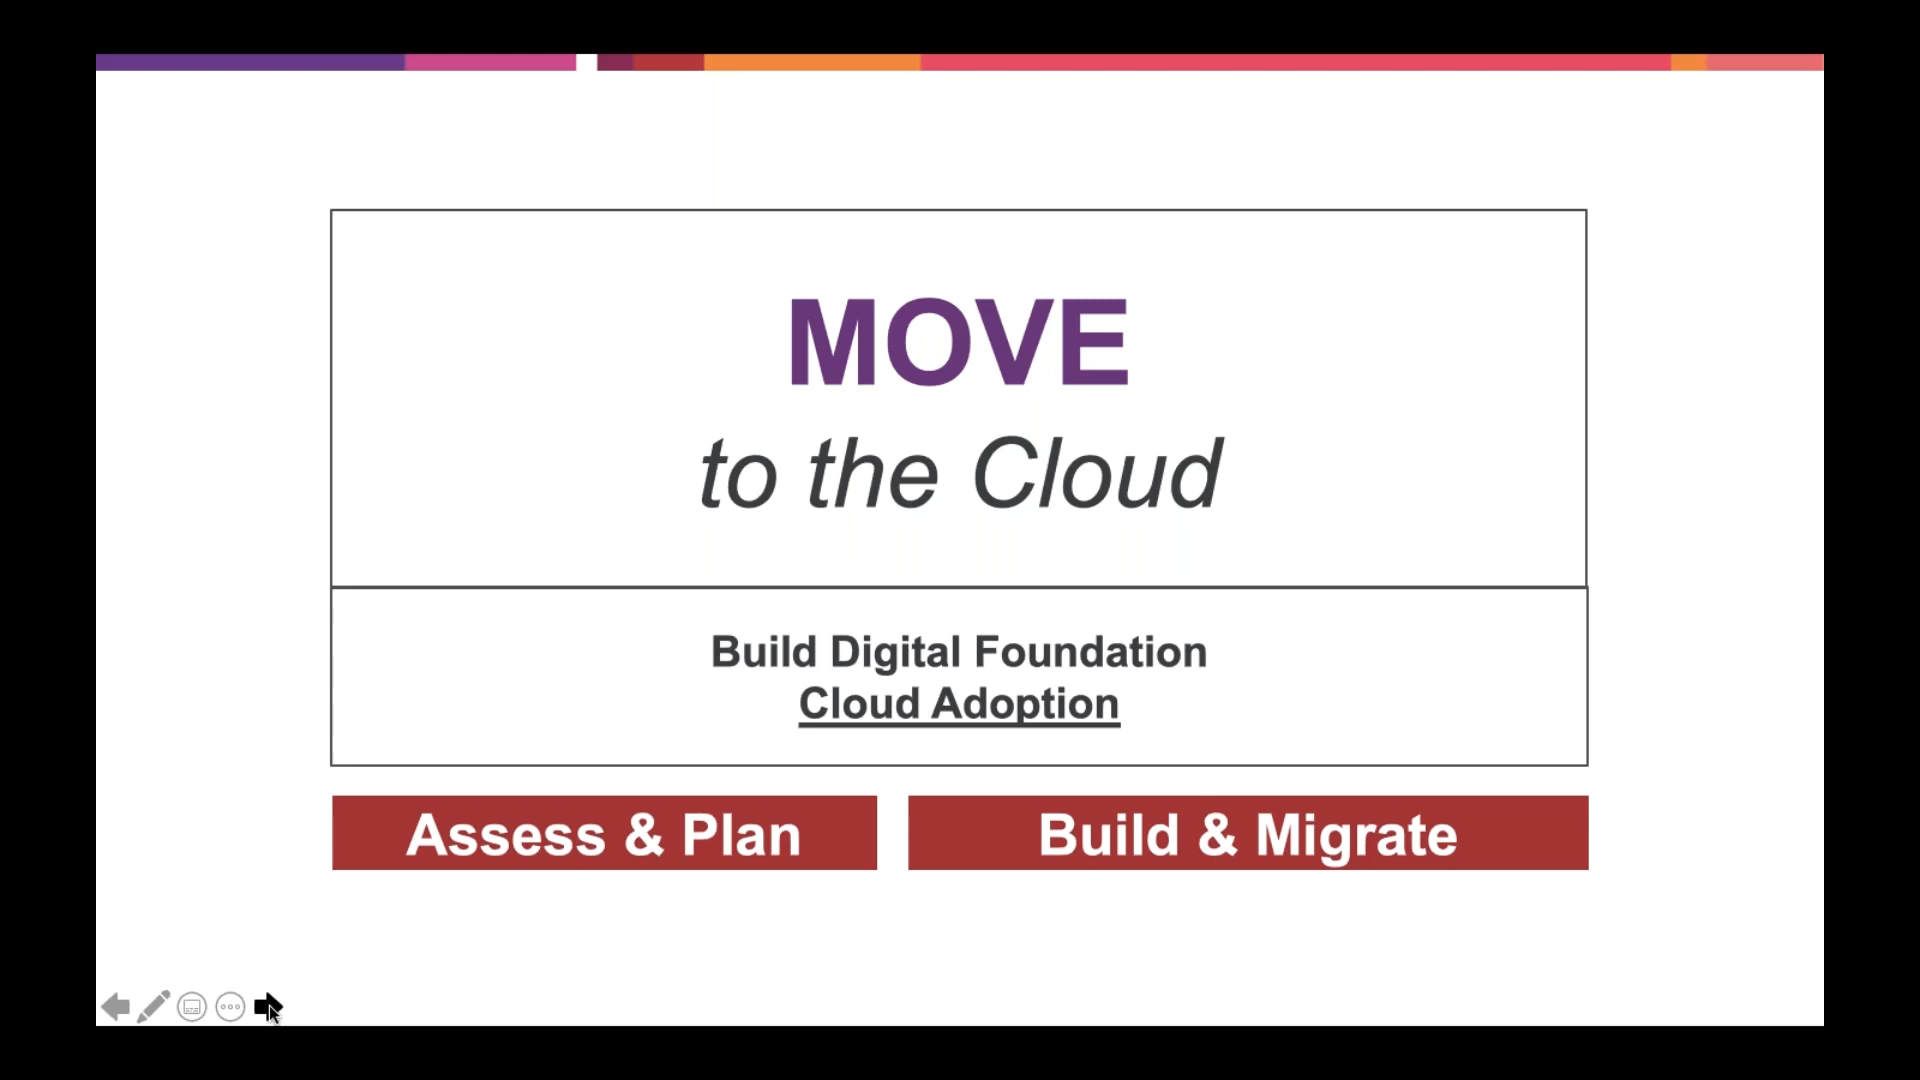 MOVE
to the Cloud
Build Digital Foundation
Cloud Adoption
Assess & Plan
Build & Migrate